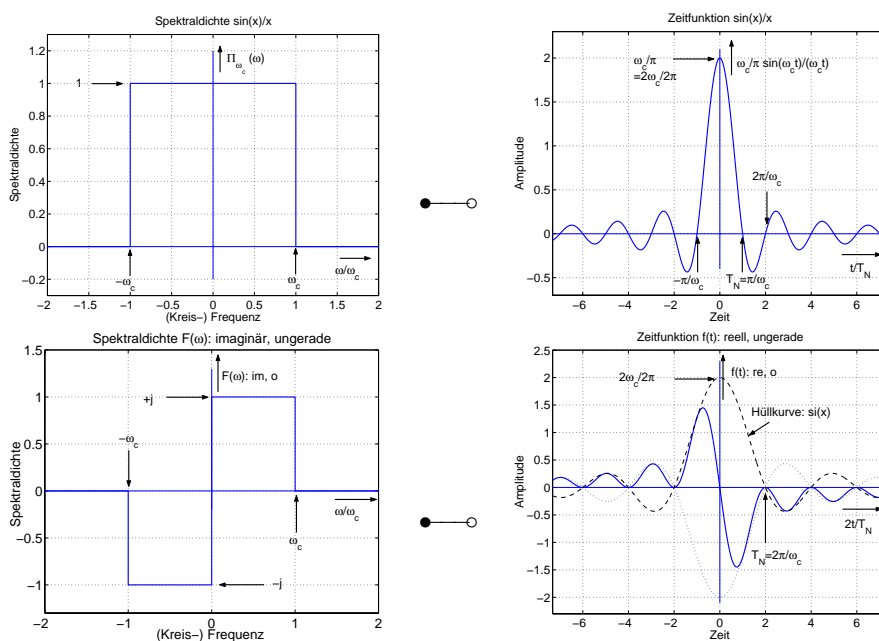 Spektraldichte sin(x)/x
Spektraldichte
1.2
1
0.8
0.6
0.4
0.2
0
−0.2
1
Π_ω_c (ω)
−ω_c
ω_c
ω/ω_c
−2 −1.5 −1 −0.5 0 0.5 1 1.5 2
(Kreis−) Frequenz
Zeitfunktion sin(x)/x
Amplitude
2
1.5
1
0.5
0
−0.5
ω_c/π
=2ω_c/2π
ω_c/π sin(ω_c t)/(ω_c t)
2π/ω_c
−π/ω_c
T_N=π/ω_c
t/T_N
−6 −4 −2 0 2 4 6
Zeit
Spektraldichte F(ω): imaginär, ungerade
Spektraldichte
1.5
1
0.5
0
−0.5
−1
F(ω): im, o
+j
−ω_c
ω_c
ω/ω_c
−j
−2 −1 0 1 2
(Kreis−) Frequenz
Zeitfunktion f(t): reell, ungerade
Amplitude
2.5
2
1.5
1
0.5
0
−0.5
−1
−1.5
−2
2ω_c/2π
f(t): re, o
Hüllkurve: si(x)
T_N=2π/ω_c
2t/T_N
−6 −4 −2 0 2 4 6
Zeit